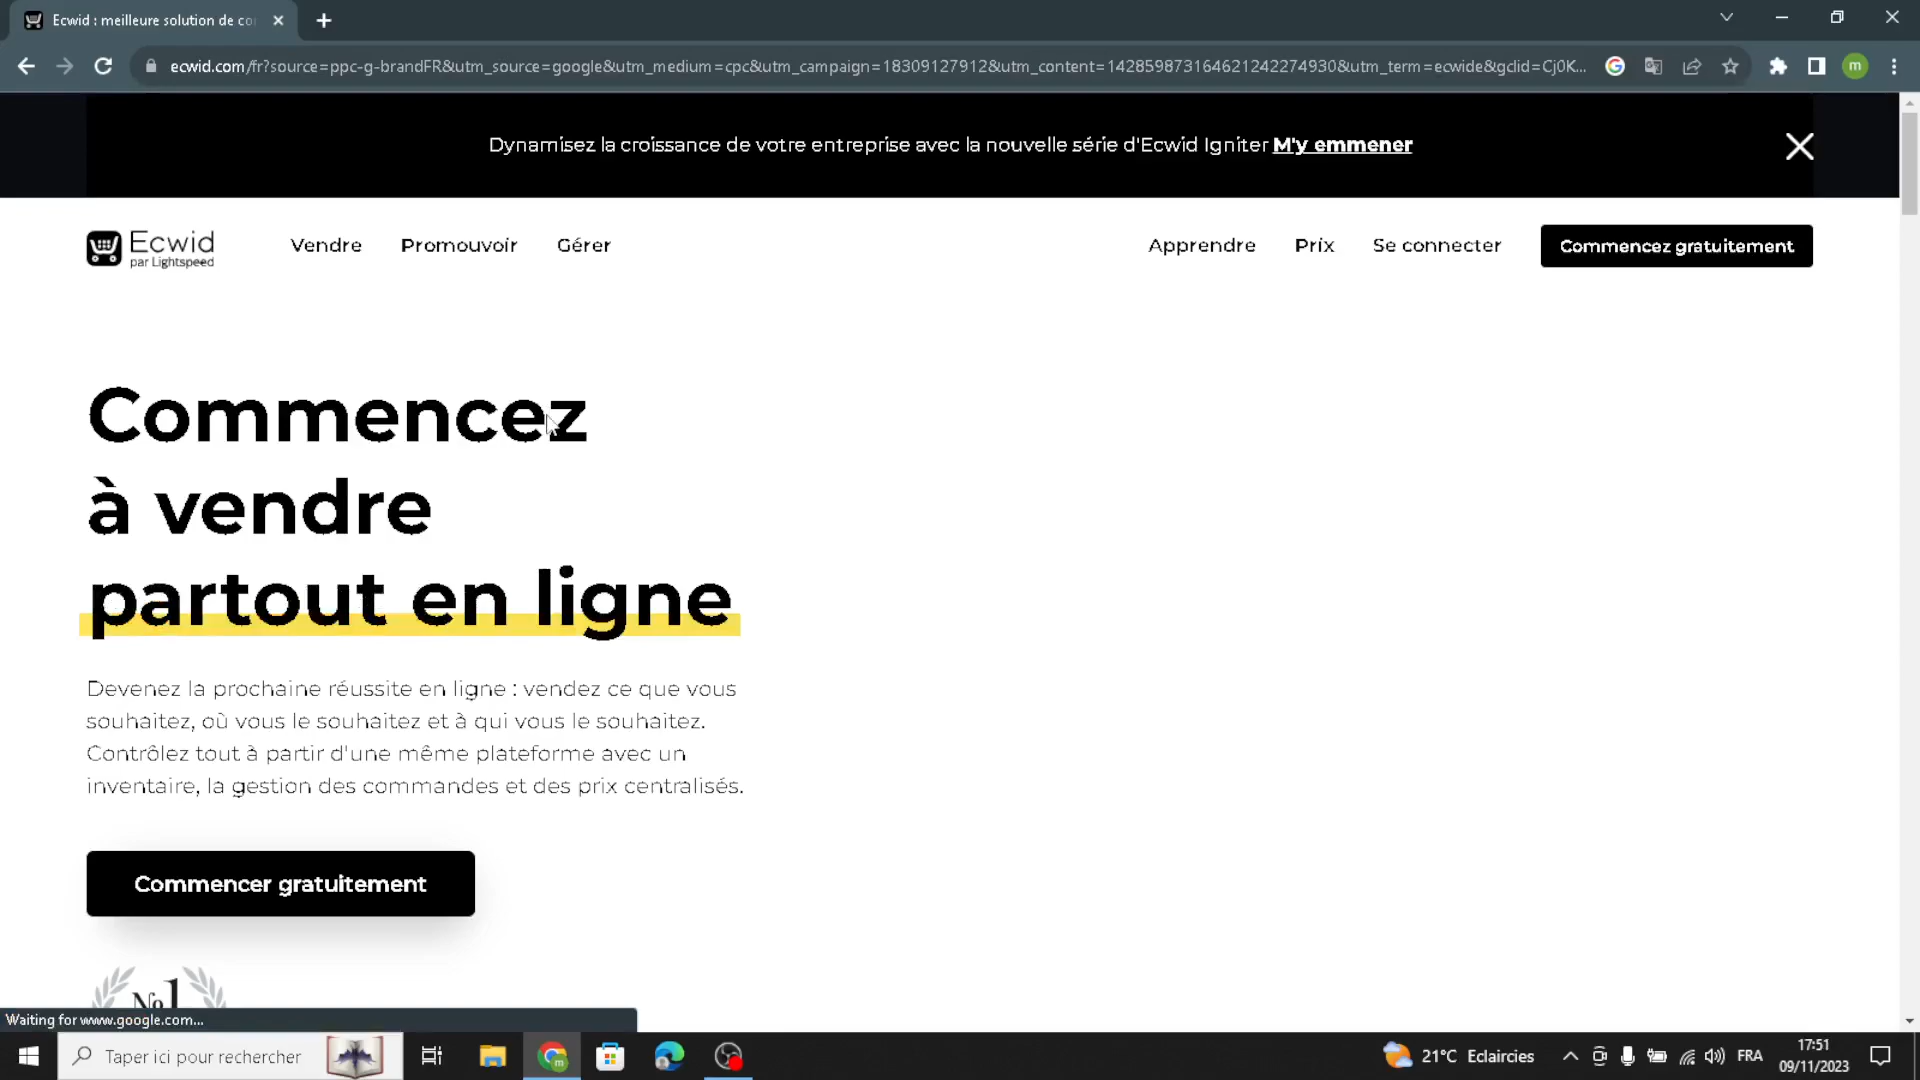 Ecwid : meilleure solution de co
ecwid.com/fr?source=ppc-g-brandFR&utm_source=google&utm_medium=cpc&utm_campaign=18309127912&utm_content=142859873164621242274930&utm_term=ecwide&gclid=Cj0K...
m
Dynamisez la croissance de votre entreprise avec la nouvelle série d'Ecwid Igniter M'y emmener
Ecwid
par Lightspeed
Vendre Promouvoir Gérer Apprendre Prix Se connecter Commencez gratuitement
Commencez
à vendre
partout en ligne
Devenez la prochaine réussite en ligne : vendez ce que vous
souhaitez, où vous le souhaitez et à qui vous le souhaitez.
Contrôlez tout à partir d'une même plateforme avec un
inventaire, la gestion des commandes et des prix centralisés.
Commencer gratuitement
No 1
Waiting for www.google.com...
Taper ici pour rechercher
21°C Eclaircies
FRA
17:51
09/11/2023